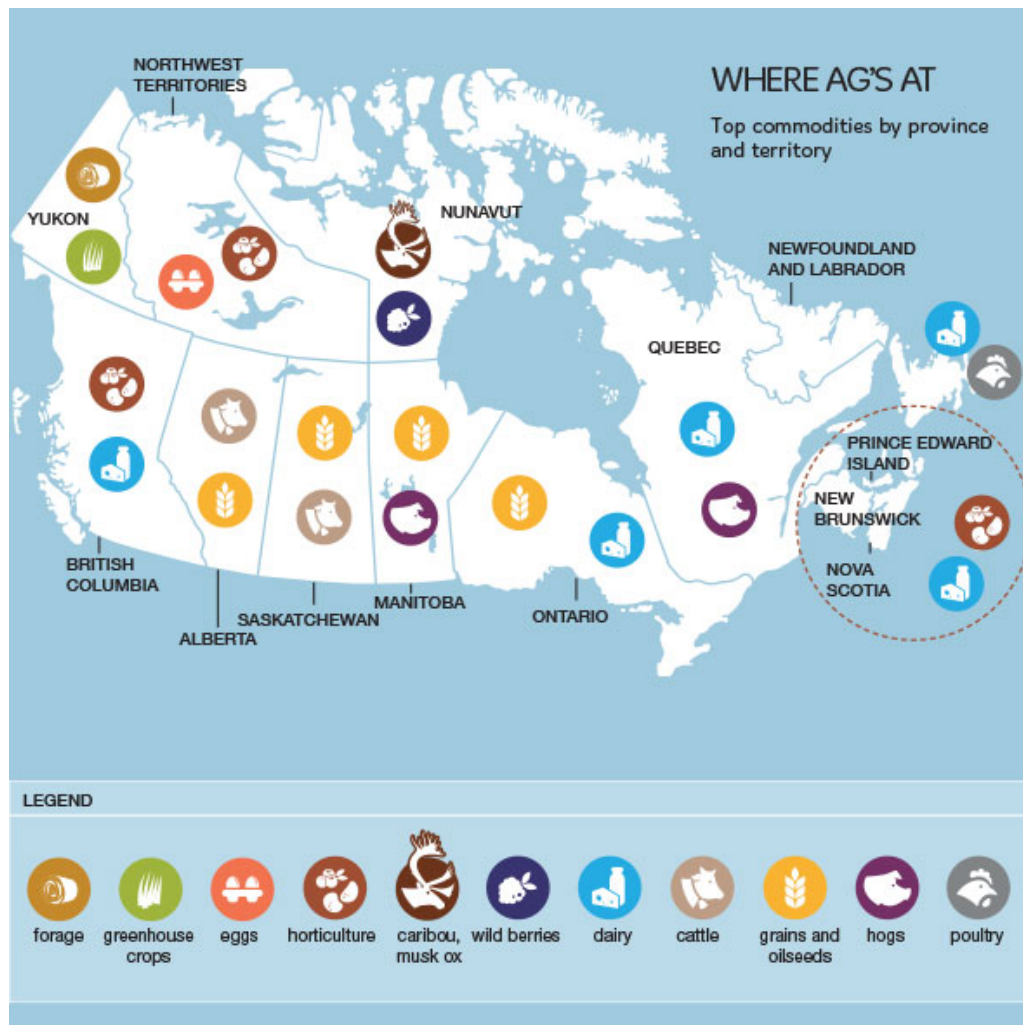 WHERE AG'S AT
Top commodities by province
and territory
NORTHWEST
TERRITORIES
YUKON
NUNAVUT
NEWFOUNDLAND
AND LABRADOR
QUEBEC
PRINCE EDWARD
ISLAND
NEW
BRUNSWICK
NOVA
SCOTIA
BRITISH
COLUMBIA
ALBERTA
SASKATCHEWAN
MANITOBA
ONTARIO
LEGEND
forage
greenhouse
crops
eggs
horticulture
caribou,
musk ox
wild berries
dairy
cattle
grains and
oilseeds
hogs
poultry